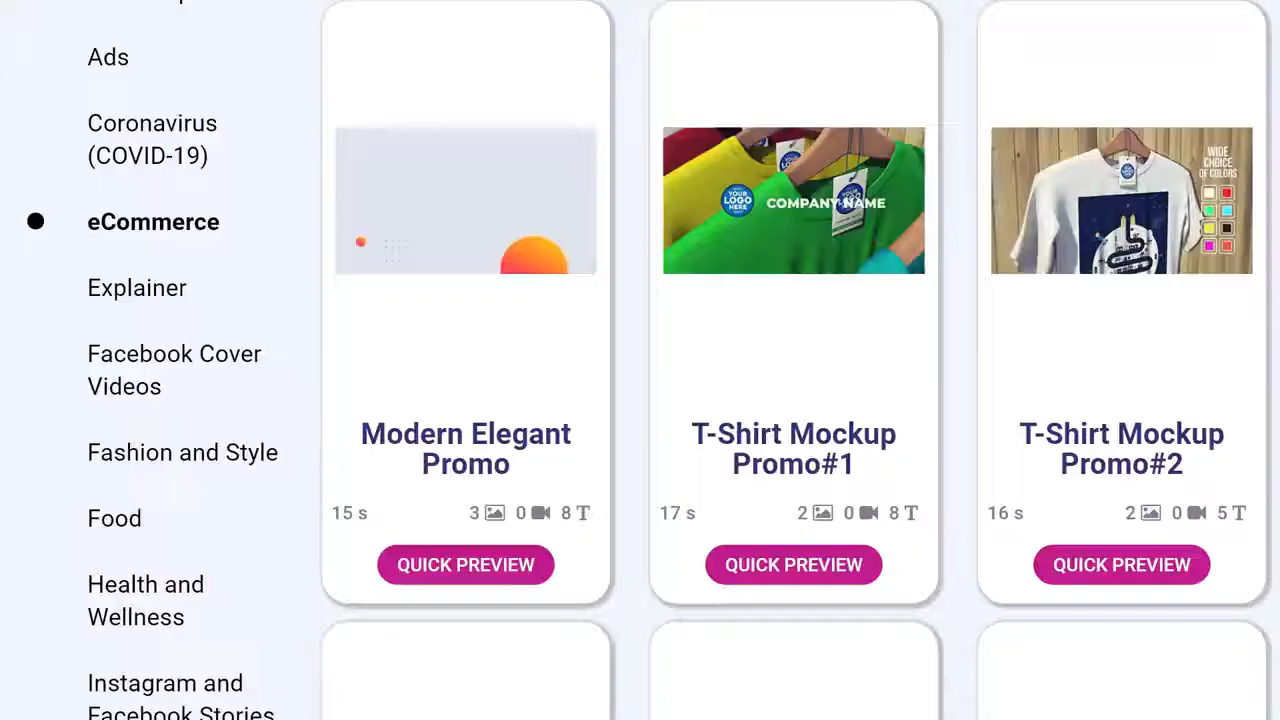 Ads
Coronavirus
(COVID-19)
eCommerce
Explainer
Facebook Cover
Videos
Fashion and Style
Food
Health and
Wellness
Instagram and
Facebook Stories
Modern Elegant
Promo
15 s
3 0 8 T
QUICK PREVIEW
YOUR
LOGO
HERE
COMPANY NAME
T-Shirt Mockup
Promo#1
17 s
2 0 8 T
QUICK PREVIEW
WIDE
CHOICE
OF COLORS
T-Shirt Mockup
Promo#2
16 s
2 0 5 T
QUICK PREVIEW